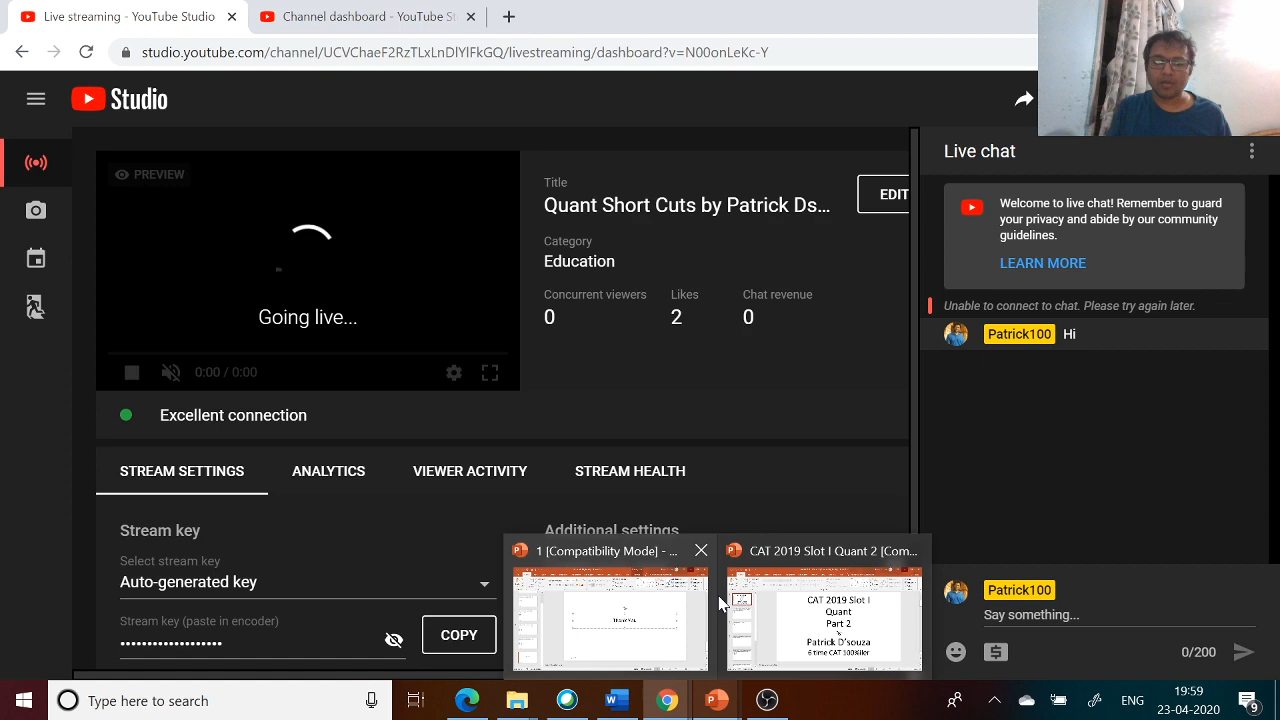 Live streaming - YouTube Studio
Channel dashboard - YouTube S
studio.youtube.com/channel/UCVChaeF2RzTLxLnDlYlFkGQ/livestreaming/dashboard?v=N00onLeKc-Y
Studio
PREVIEW
Going live...
0:00 / 0:00
Title
Quant Short Cuts by Patrick Ds...
EDIT
Category
Education
Concurrent viewers
Likes
Chat revenue
0
2
0
Excellent connection
STREAM SETTINGS
ANALYTICS
VIEWER ACTIVITY
STREAM HEALTH
Stream key
Additional settings
Select stream key
Auto-generated key
Stream key (paste in encoder)
COPY
Live chat
Welcome to live chat! Remember to guard
your privacy and abide by our community
guidelines.
LEARN MORE
Unable to connect to chat. Please try again later.
Patrick100 Hi
Patrick100
Say something...
0/200
1 [Compatibility Mode] - ...
Thank You
CAT 2019 Slot I Quant 2 [Com...
CAT 2019 Slot I
Quant
Part 2
Patrick D'souza
6 time CAT 100%iler
Type here to search
ENG
19:59
23-04-2020
9